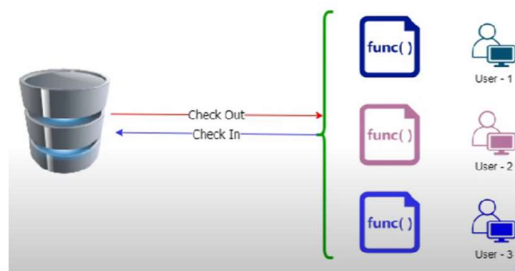 func( )
User - 1
Check Out
Check In
func( )
User - 2
func( )
User - 3